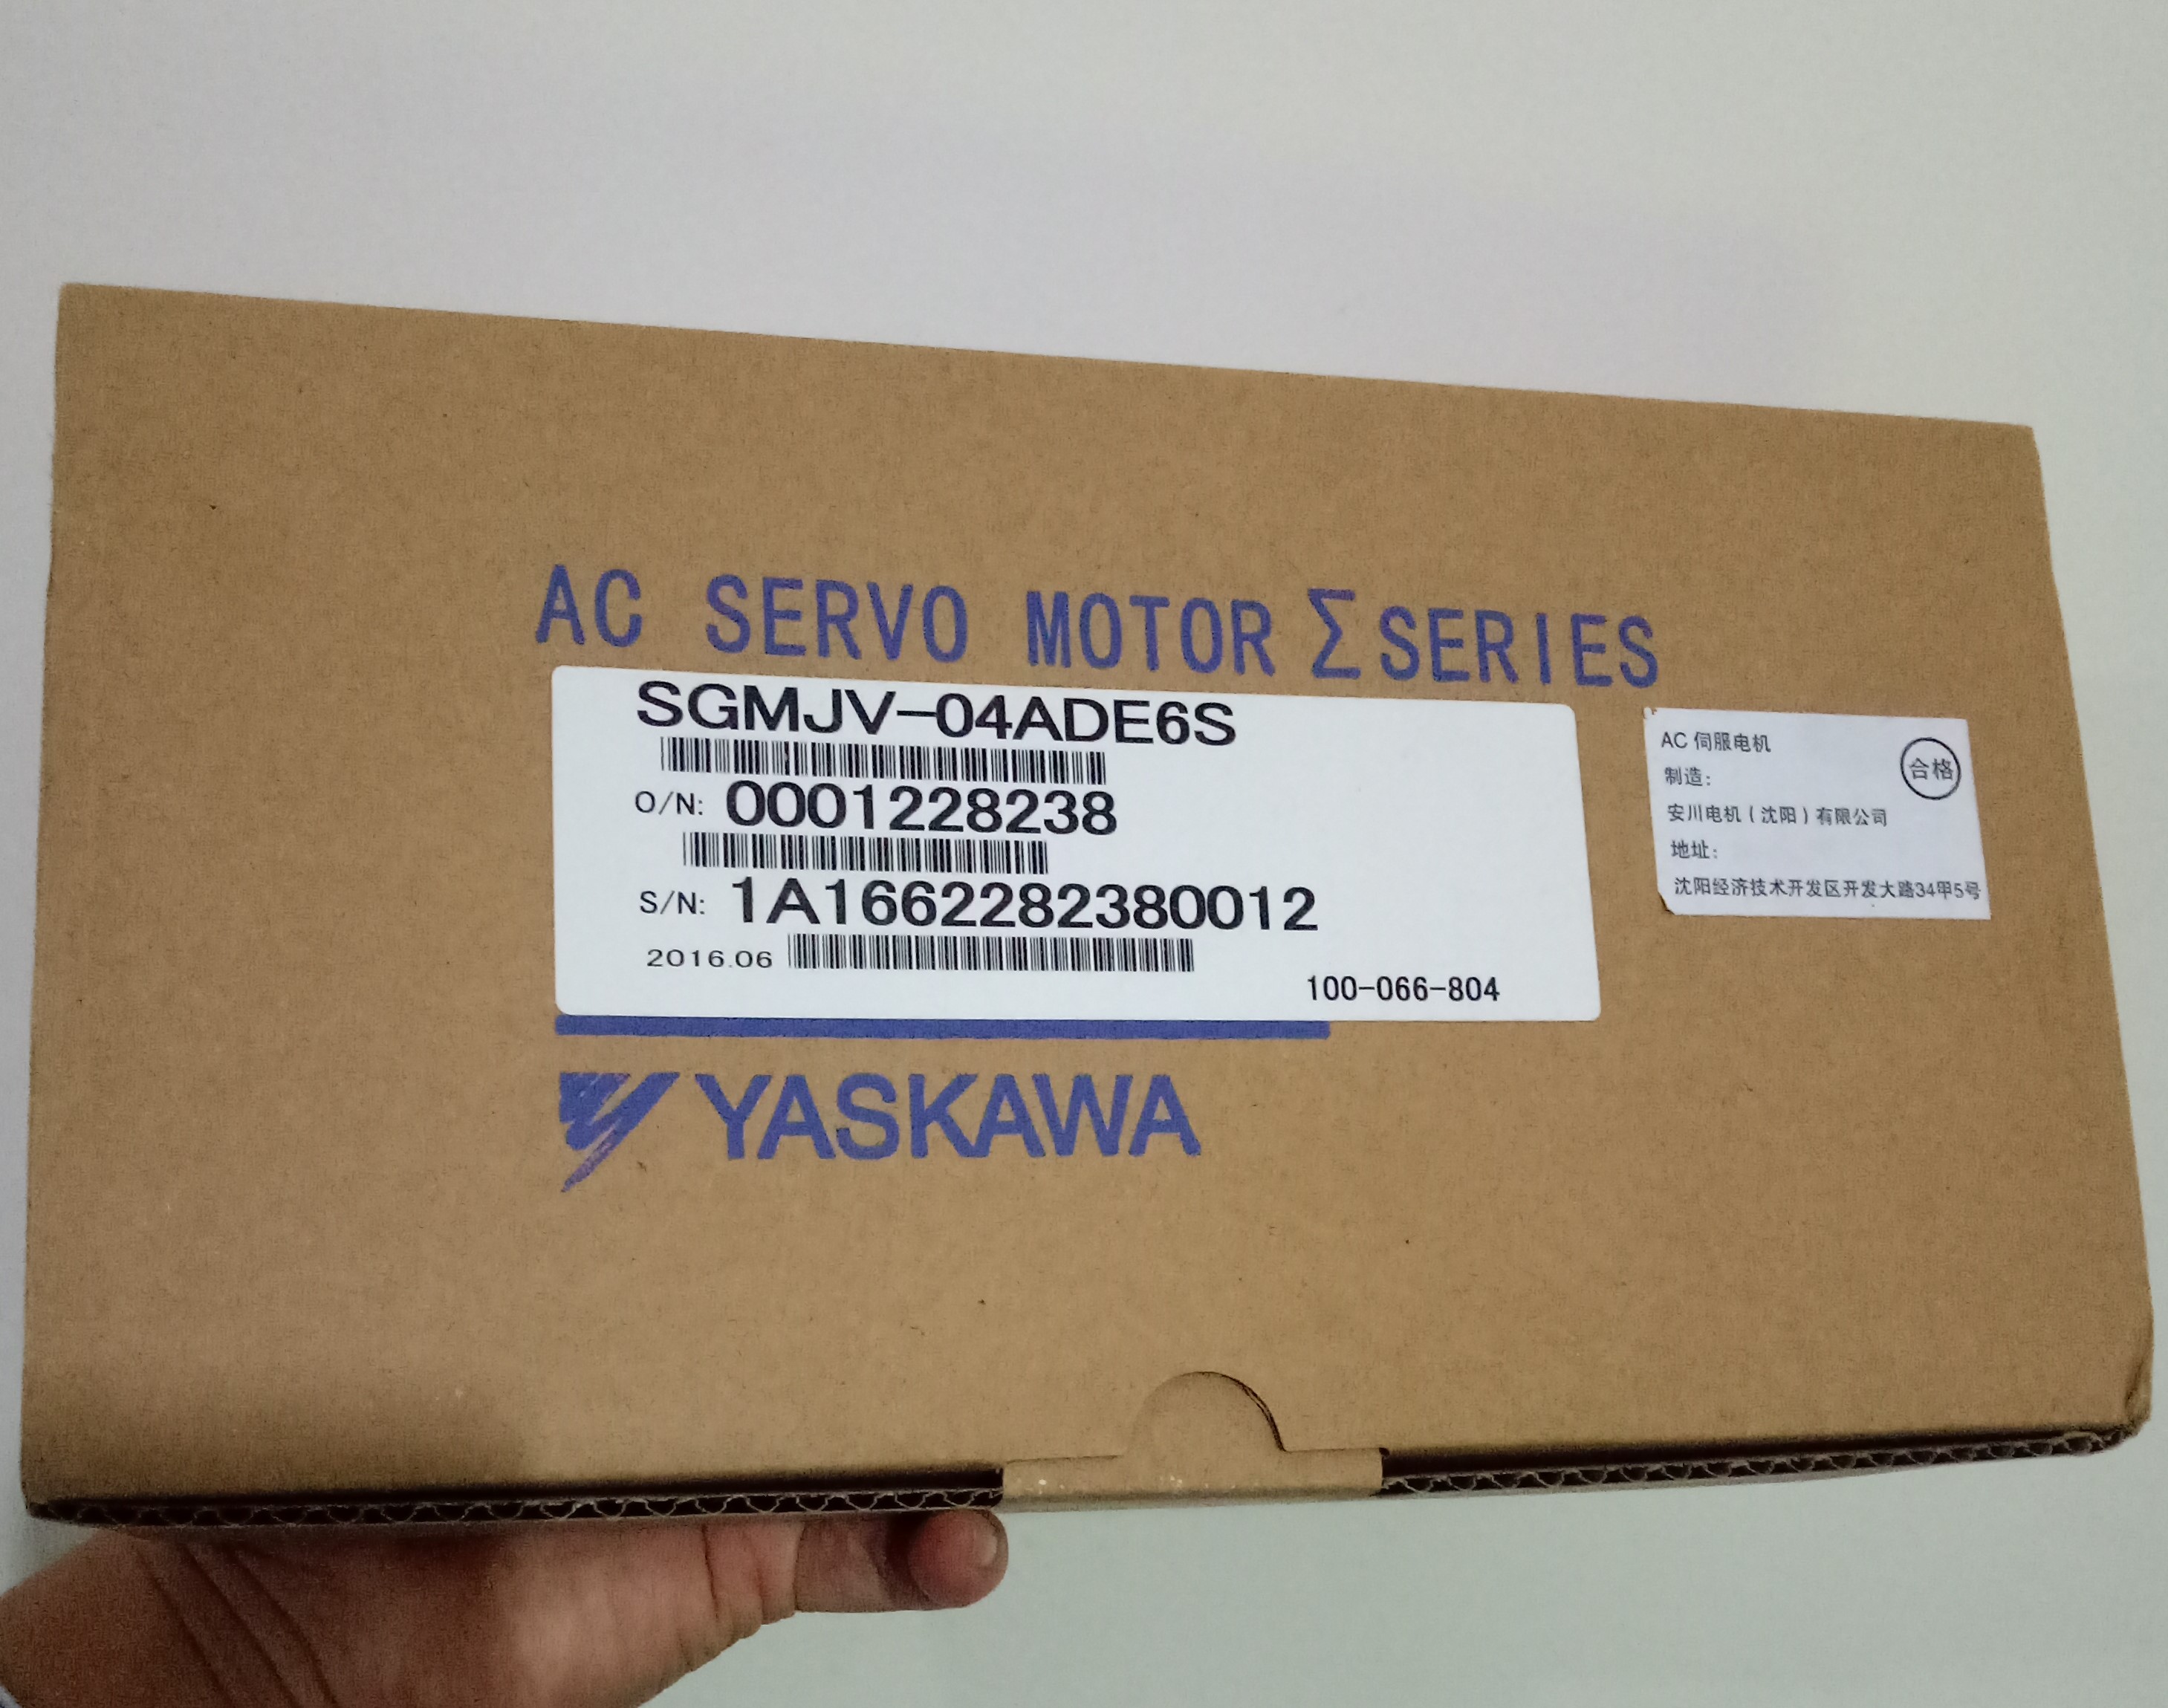 AC SERVO MOTOR Σ SERIES
SGMJV-04ADE6S
O/N: 0001228238
S/N: 1A1662282380012
2016.06
100-066-804
YASKAWA
AC 伺服电机
合格
制造：
安川电机（沈阳）有限公司
地址：
沈阳经济技术开发区开发大路34甲5号